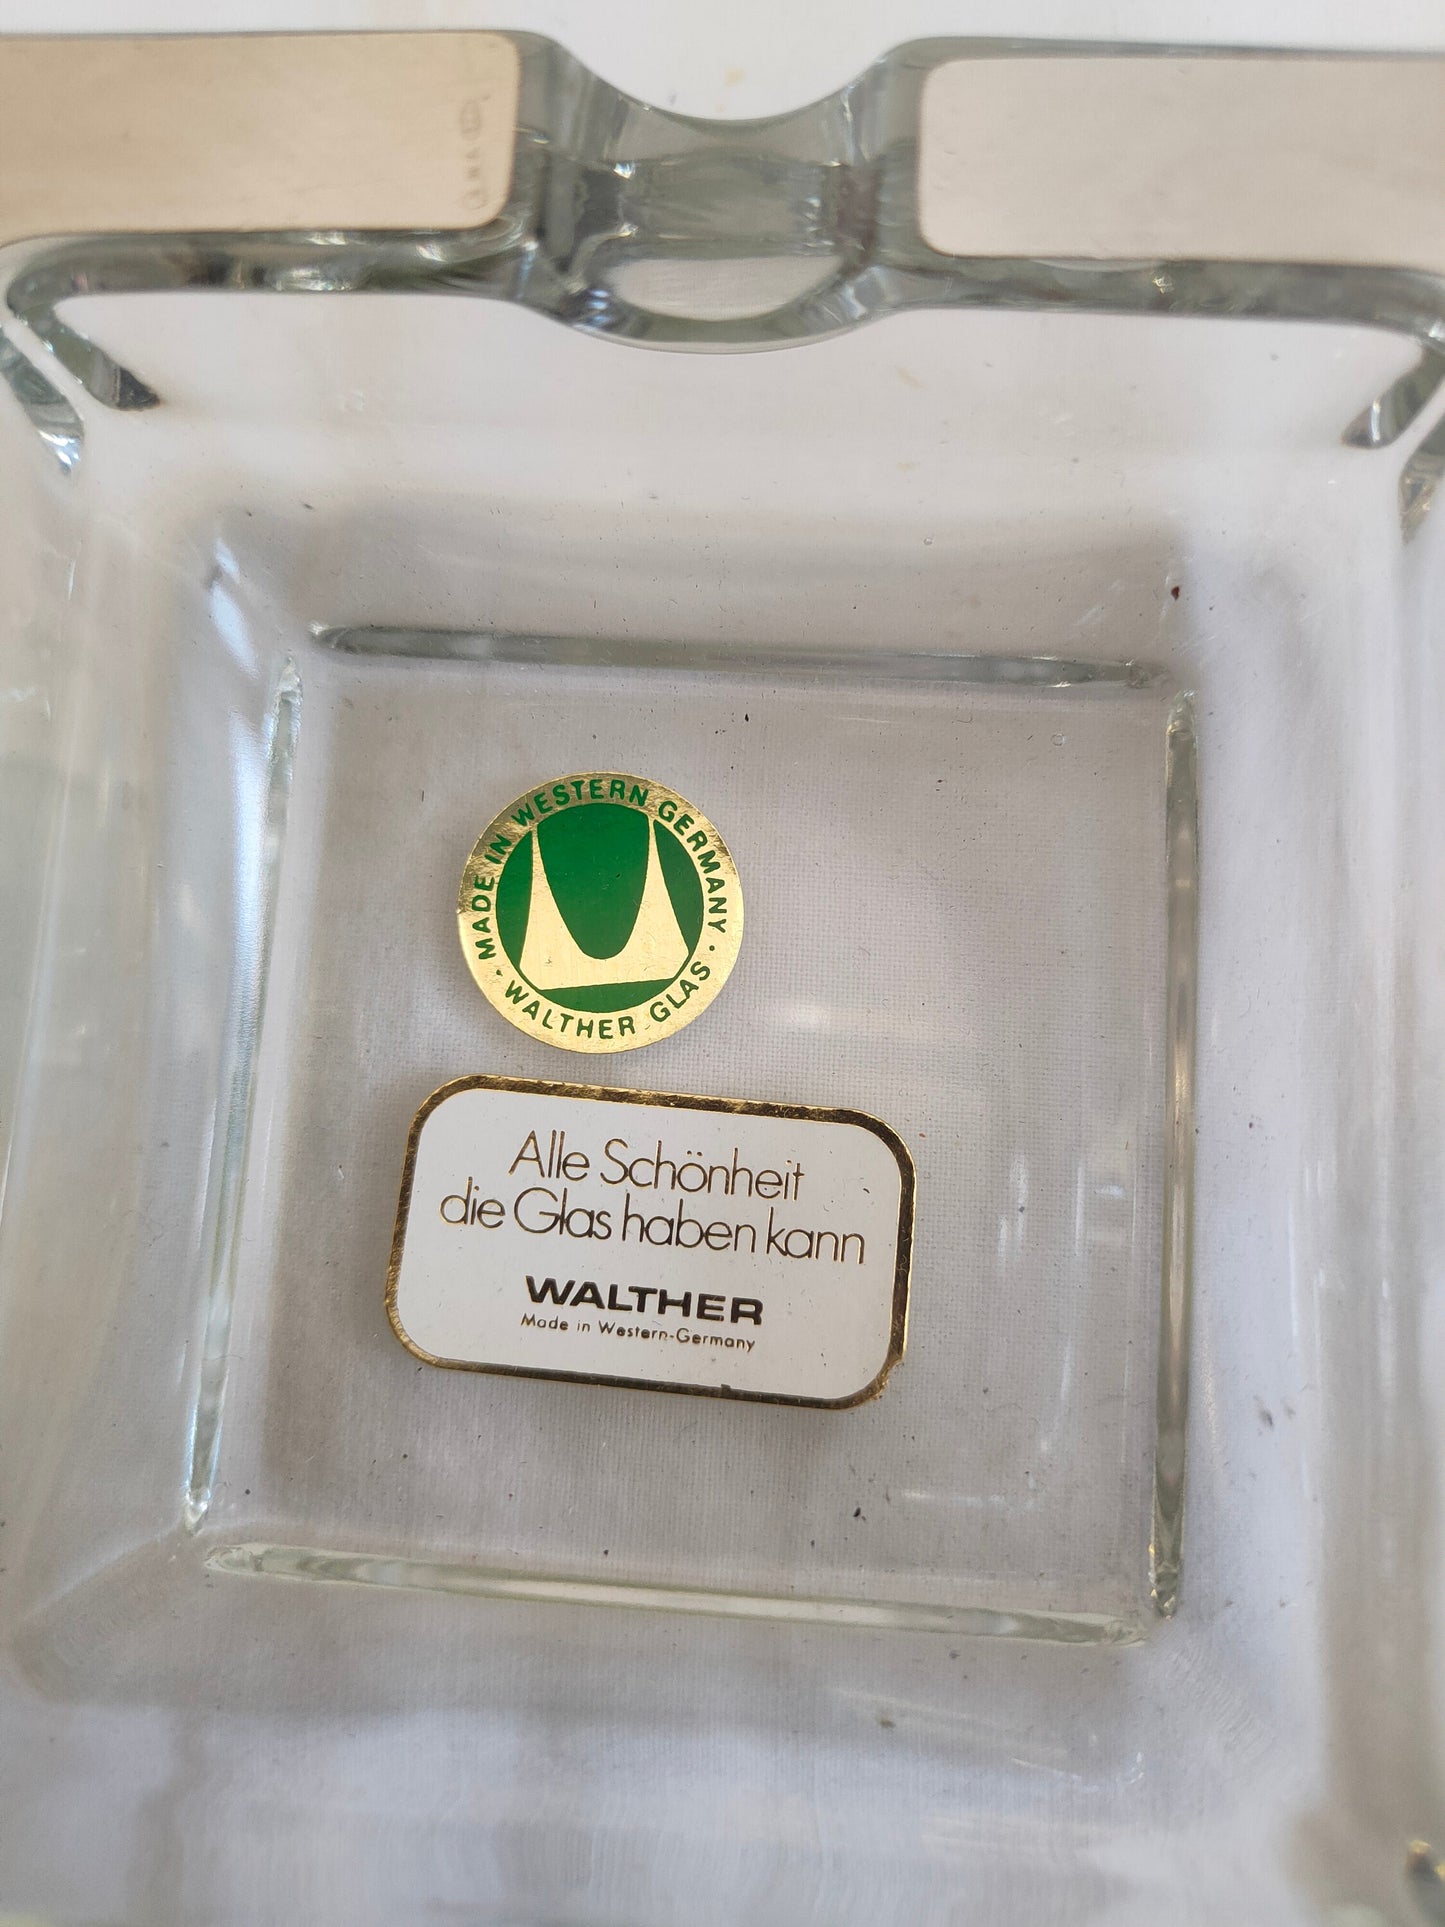 · MADE IN WESTERN GERMANY ·
WALTHER GLAS
Alle Schönheit
die Glas haben kann
WALTHER
Made in Western-Germany